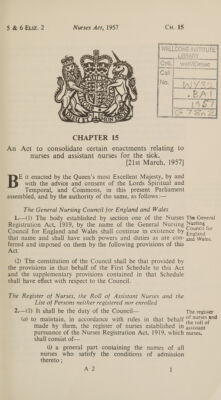 5 & 6 ELIZ. 2 Nurses Act, 1957 CH. 15
WELLCOME INSTITUTE
LIBRARY
Coll.
Call
No. WY32
.BA1
1957
CHAPTER 15
An Act to consolidate certain enactments relating to
nurses and assistant nurses for the sick.
[21st March, 1957]
BE it enacted by the Queen's most Excellent Majesty, by and
with the advice and consent of the Lords Spiritual and
Temporal, and Commons, in this present Parliament
assembled, and by the authority of the same, as follows:—
The General Nursing Council for England and Wales
1.—(1) The body established by section one of the Nurses
Registration Act, 1919, by the name of the General Nursing
Council for England and Wales shall continue in existence by
that name and shall have such powers and duties as are con-
ferred and imposed on them by the following provisions of this
Act.
The General
Nursing
Council for
England
and Wales.
(2) The constitution of the Council shall be that provided by
the provisions in that behalf of the First Schedule to this Act
and the supplementary provisions contained in that Schedule
shall have effect with respect to the Council.
The Register of Nurses, the Roll of Assistant Nurses and the
List of Persons neither registered nor enrolled
2.—(1) It shall be the duty of the Council—
(a) to maintain, in accordance with rules in that behalf
made by them, the register of nurses established in
pursuance of the Nurses Registration Act, 1919, which
shall consist of—
The register
of nurses and
the roll of
assistant
nurses.
(i) a general part containing the names of all
nurses who satisfy the conditions of admission
thereto;
A 2 1